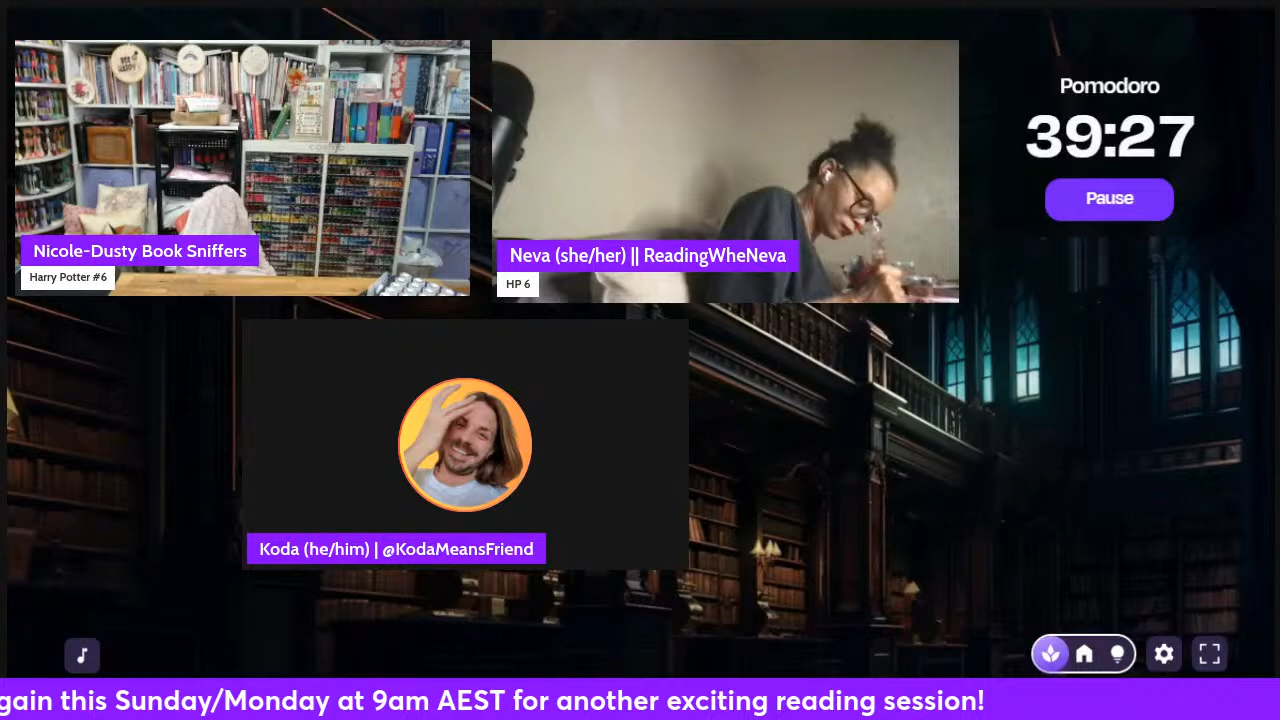 Pomodoro
39:27
Pause
Nicole-Dusty Book Sniffers
Harry Potter #6
Neva (she/her) || ReadingWheNeva
HP 6
Koda (he/him) | @KodaMeansFriend
gain this Sunday/Monday at 9am AEST for another exciting reading session!